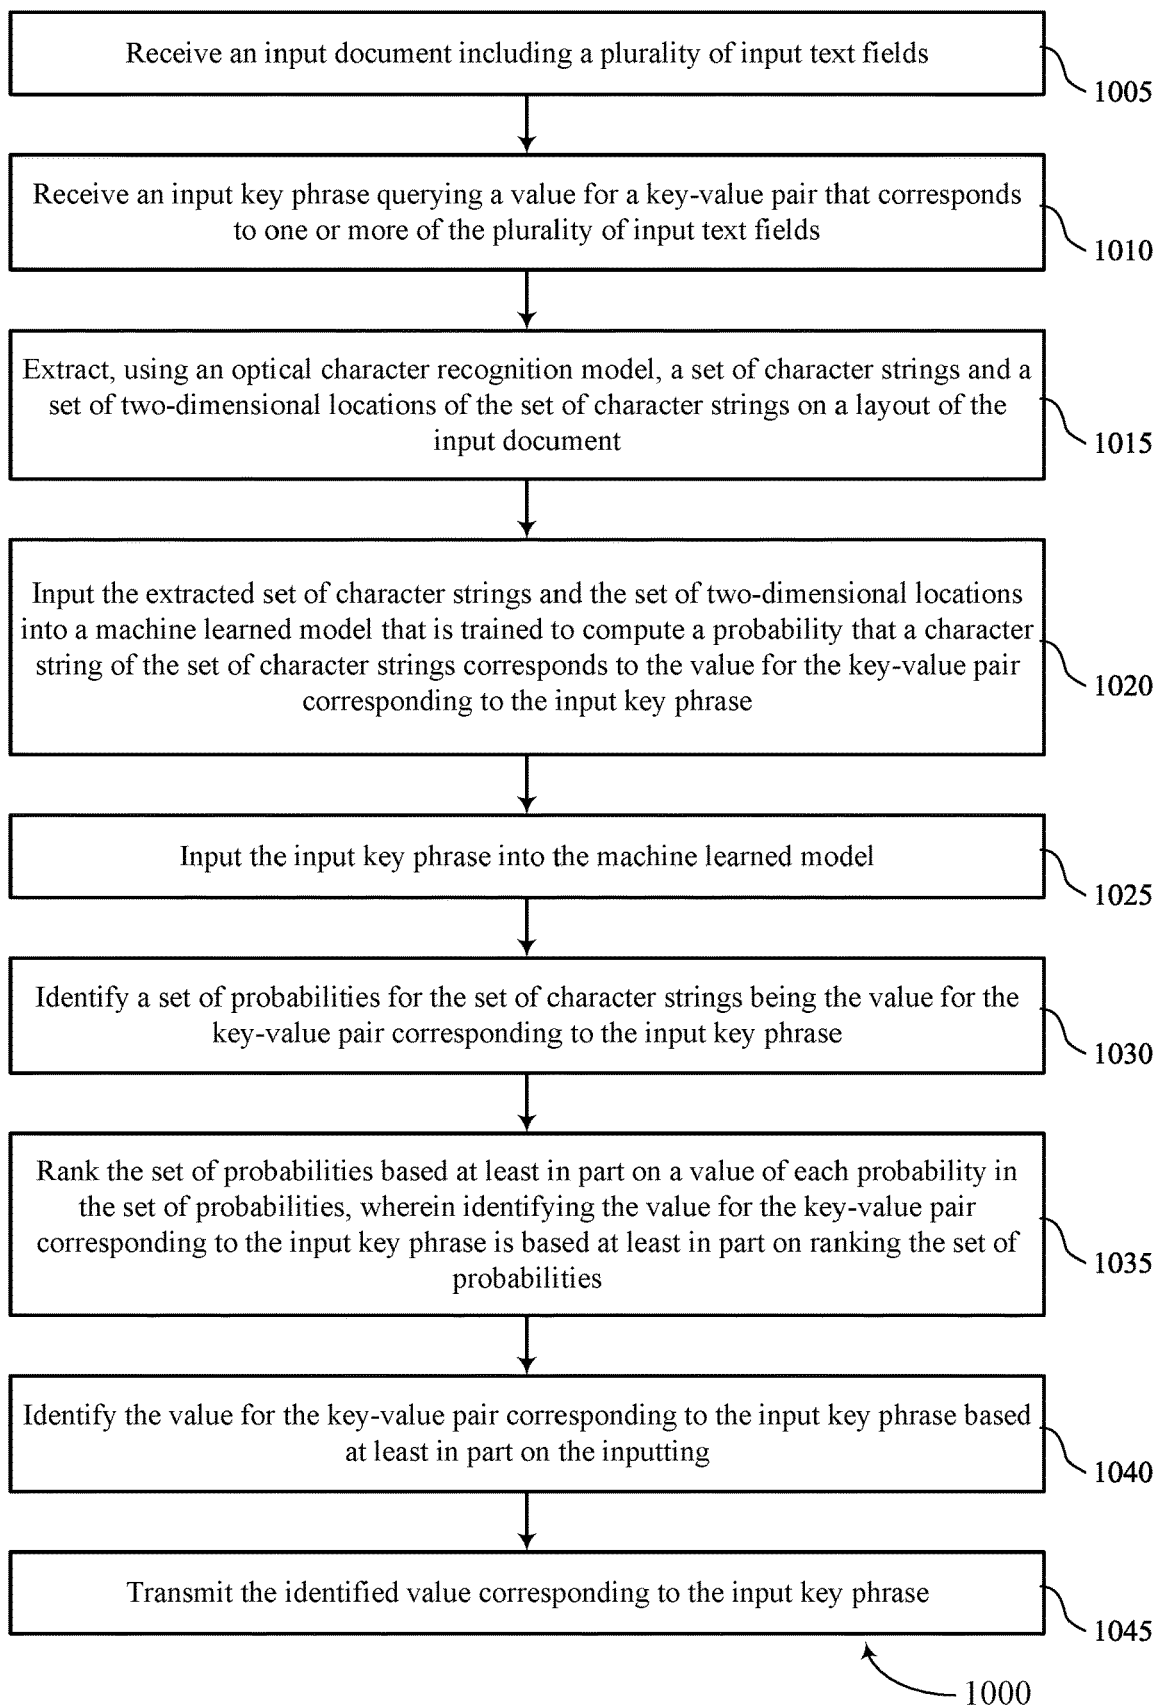 Receive an input document including a plurality of input text fields
1005
Receive an input key phrase querying a value for a key-value pair that corresponds
to one or more of the plurality of input text fields
1010
Extract, using an optical character recognition model, a set of character strings and a
set of two-dimensional locations of the set of character strings on a layout of the
input document
1015
Input the extracted set of character strings and the set of two-dimensional locations
into a machine learned model that is trained to compute a probability that a character
string of the set of character strings corresponds to the value for the key-value pair
corresponding to the input key phrase
1020
Input the input key phrase into the machine learned model
1025
Identify a set of probabilities for the set of character strings being the value for the
key-value pair corresponding to the input key phrase
1030
Rank the set of probabilities based at least in part on a value of each probability in
the set of probabilities, wherein identifying the value for the key-value pair
corresponding to the input key phrase is based at least in part on ranking the set of
probabilities
1035
Identify the value for the key-value pair corresponding to the input key phrase based
at least in part on the inputting
1040
Transmit the identified value corresponding to the input key phrase
1045
1000